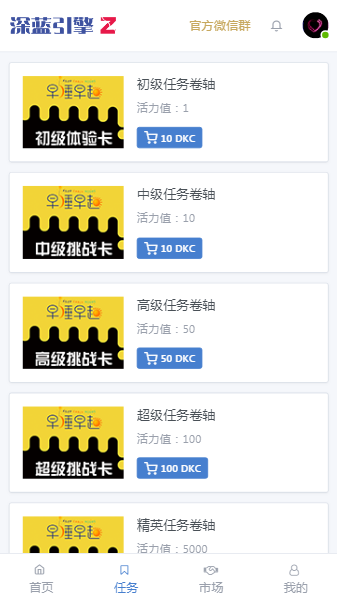 深蓝引擎 Z
官方微信群
早睡早起
初级体验卡
初级任务卷轴
活力值：1
10 DKC
早睡早起
中级挑战卡
中级任务卷轴
活力值：10
10 DKC
早睡早起
高级挑战卡
高级任务卷轴
活力值：50
50 DKC
早睡早起
超级挑战卡
超级任务卷轴
活力值：100
100 DKC
早睡早起
精英任务卷轴
活力值：5000
首页
任务
市场
我的